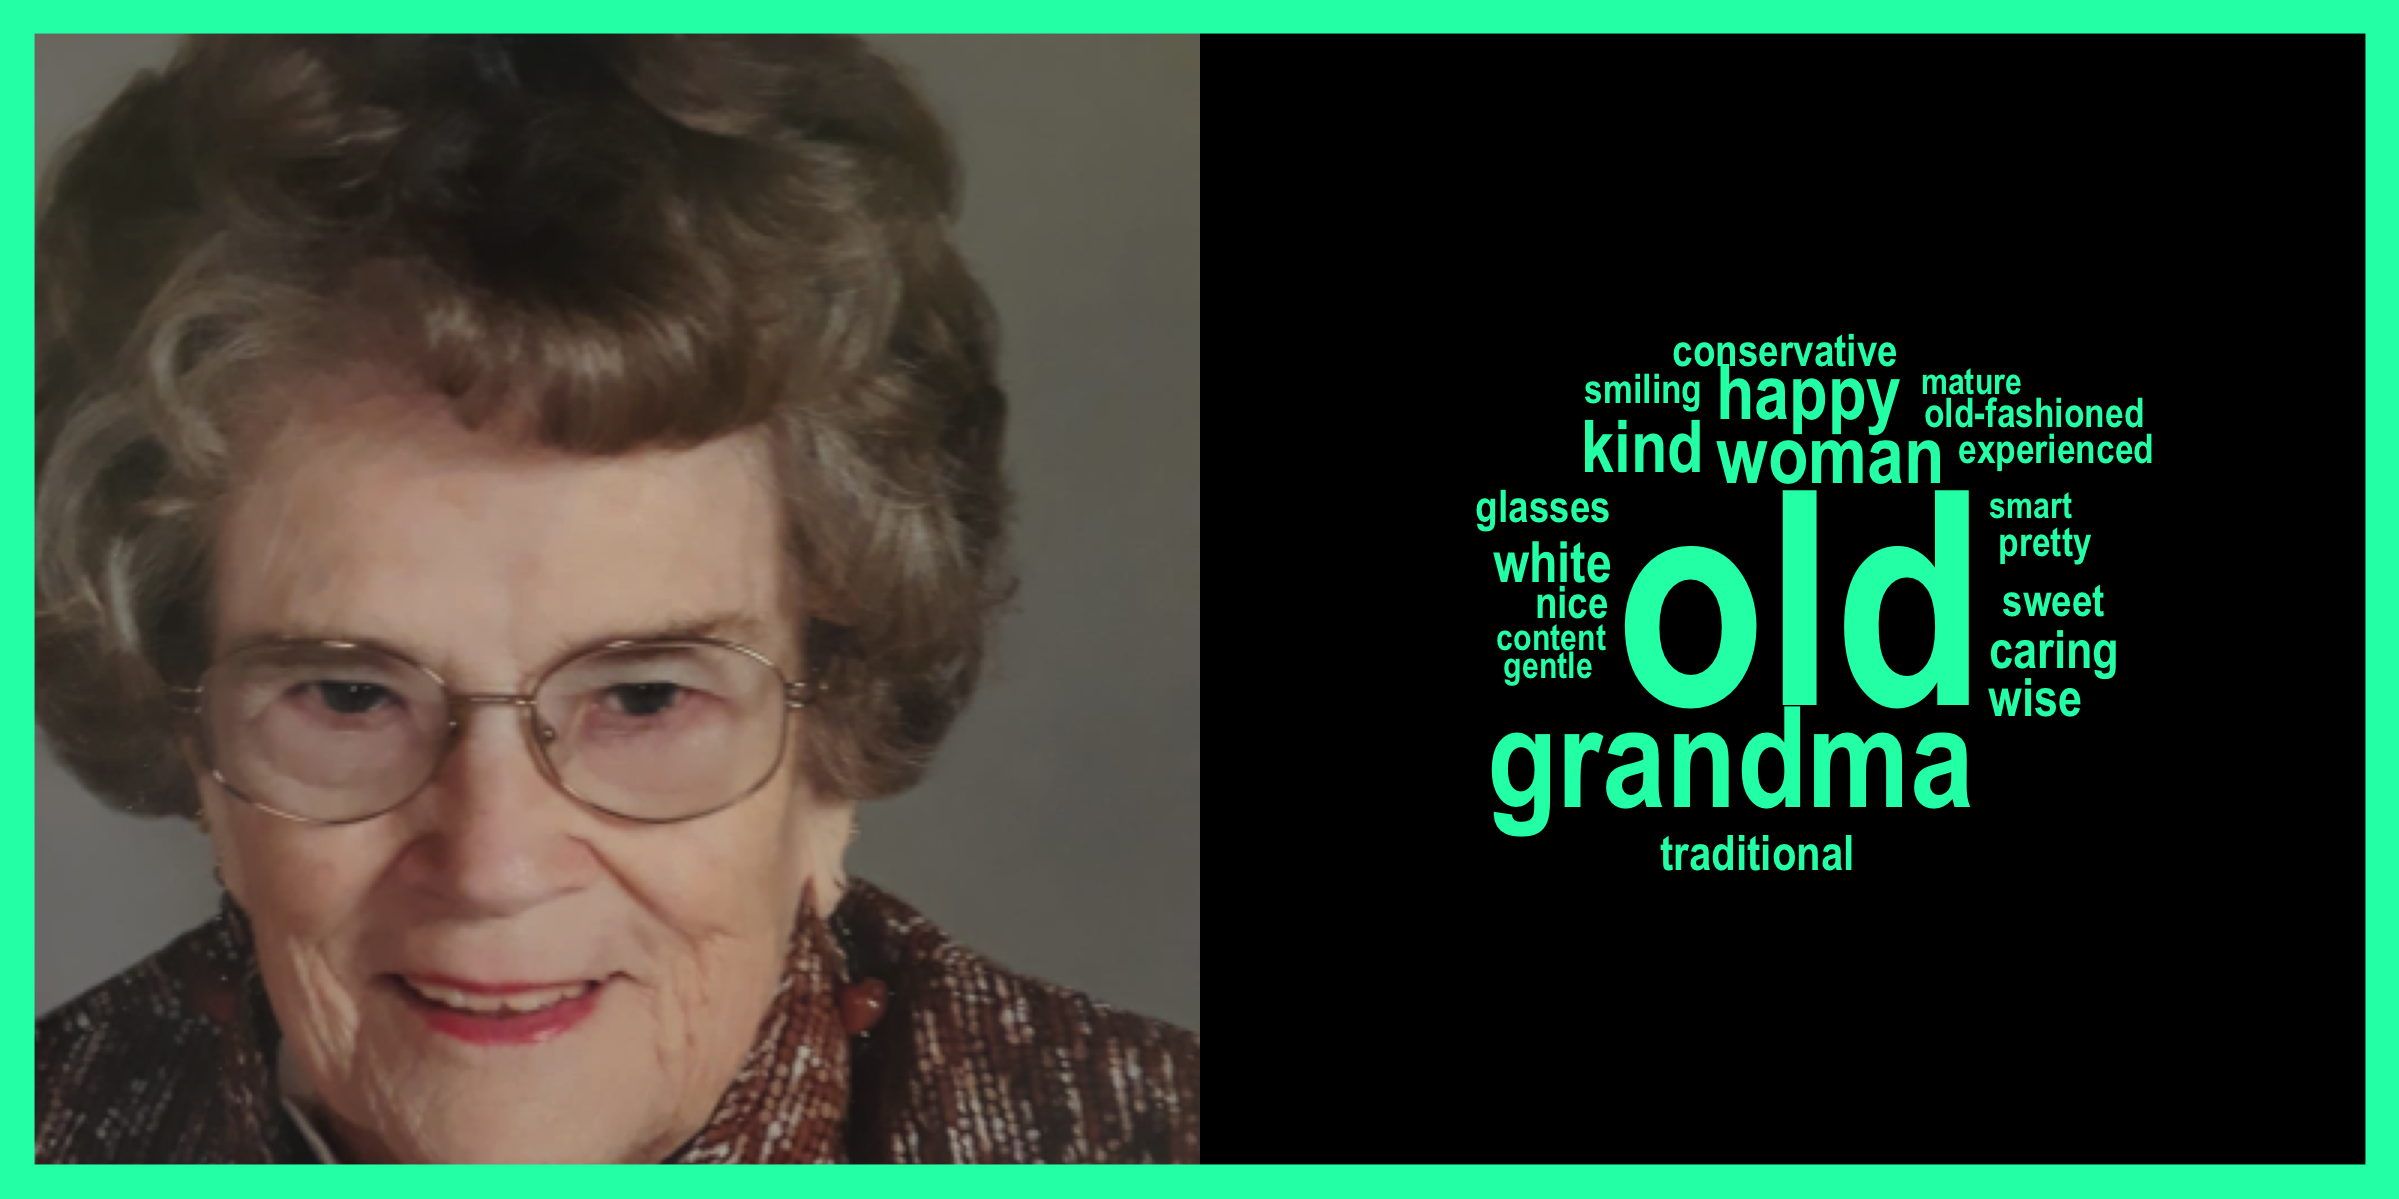 conservative
smiling happy mature
old-fashioned
kind woman experienced
glasses old smart
pretty
white
nice sweet
content caring
gentle
wise
grandma
traditional